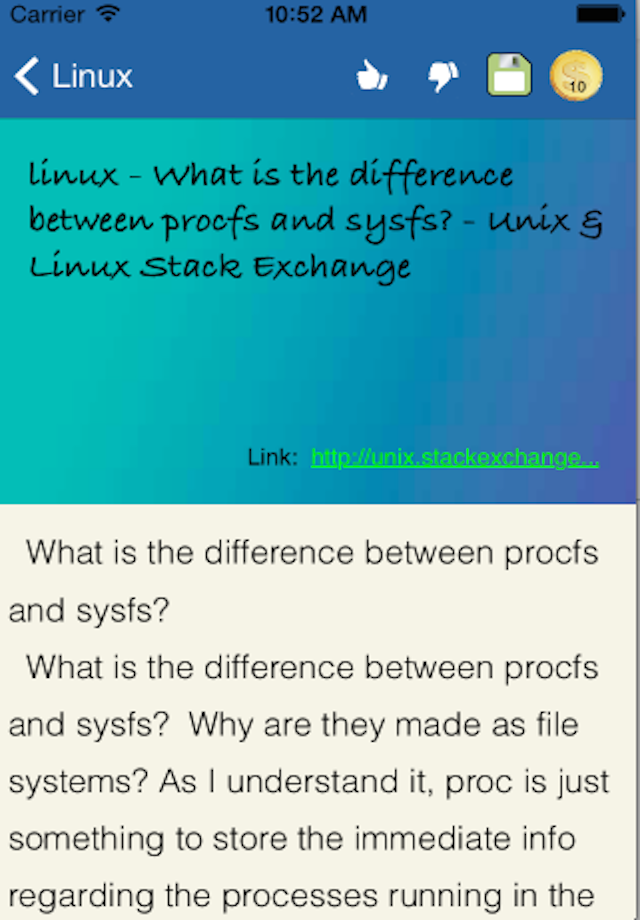 Carrier 10:52 AM
Linux
10
linux - What is the difference
between procfs and sysfs? - Unix &
Linux Stack Exchange
Link: http://unix.stackexchange...
What is the difference between procfs
and sysfs?
What is the difference between procfs
and sysfs? Why are they made as file
systems? As I understand it, proc is just
something to store the immediate info
regarding the processes running in the